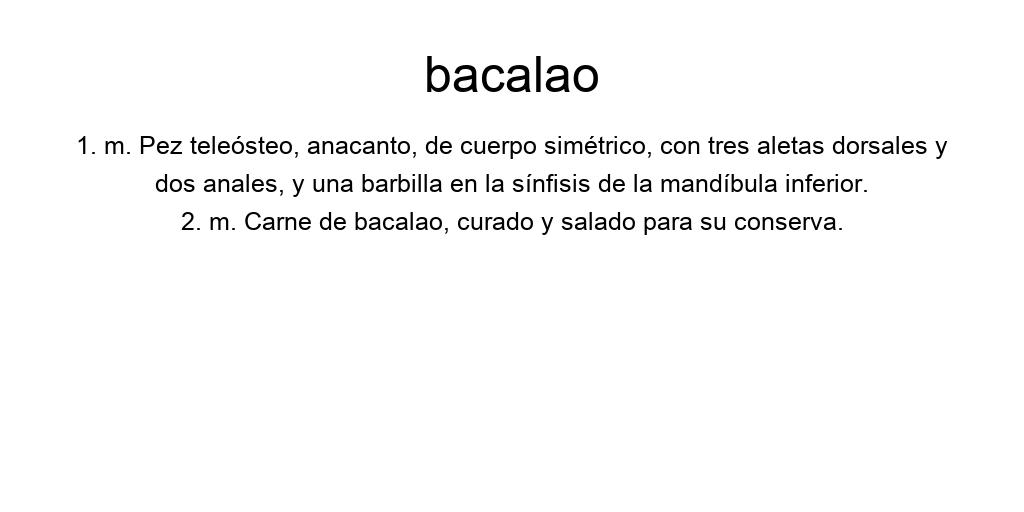 bacalao
1. m. Pez teleósteo, anacanto, de cuerpo simétrico, con tres aletas dorsales y
dos anales, y una barbilla en la sínfisis de la mandíbula inferior.
2. m. Carne de bacalao, curado y salado para su conserva.